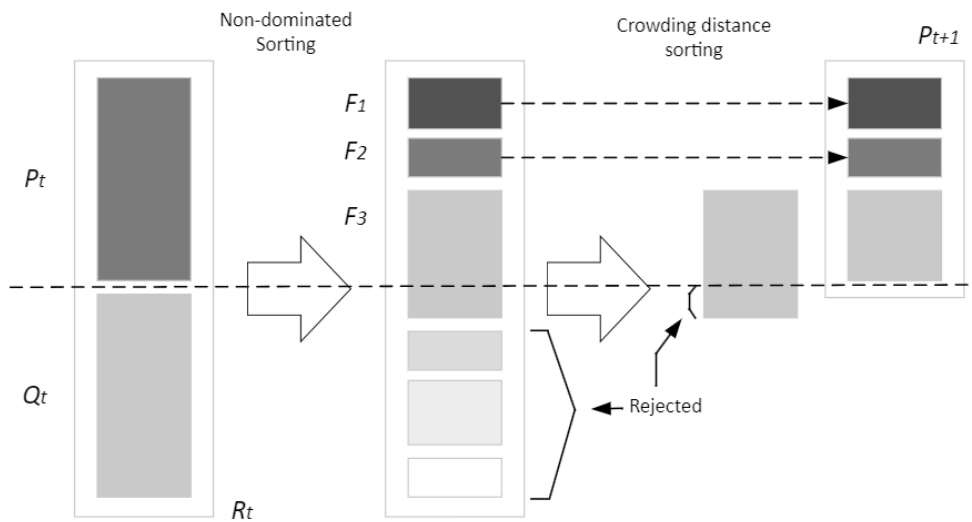 Non-dominated
Sorting
Crowding distance
sorting
Pt+1
F1
F2
Pt
F3
Qt
Rejected
Rt